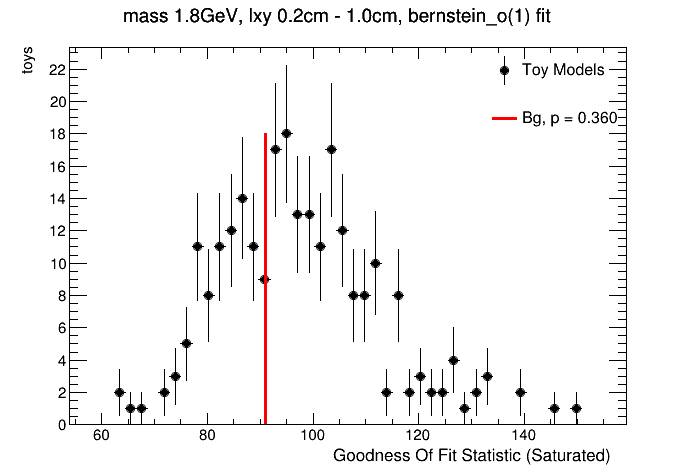 mass 1.8GeV, lxy 0.2cm - 1.0cm, bernstein_o(1) fit
toys
Toy Models
Bg, p = 0.360
22
20
18
16
14
12
10
8
6
4
2
0
60 80 100 120 140
Goodness Of Fit Statistic (Saturated)